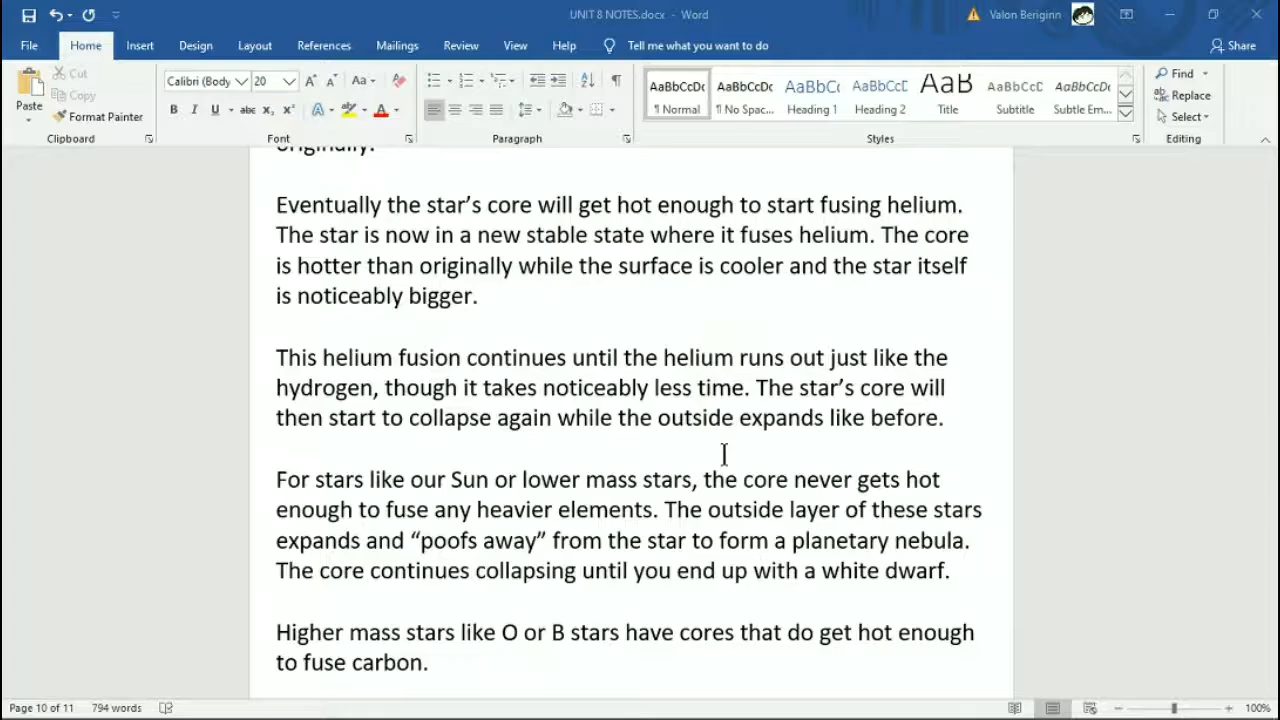 UNIT 8 NOTES.docx - Word
Valon Beriginn
File Home Insert Design Layout References Mailings Review View Help Tell me what you want to do Share
Cut
Copy
Paste
Format Painter
Clipboard
Calibri (Body 20
Font
Paragraph
AaBbCcDc AaBbCcDc AaBbCc AaBbCcD AaB AaBbCcD AaBbCcDc
¶ Normal ¶ No Spac... Heading 1 Heading 2 Title Subtitle Subtle Em...
Styles
Find
Replace
Select
Editing
originally.
Eventually the star’s core will get hot enough to start fusing helium.
The star is now in a new stable state where it fuses helium. The core
is hotter than originally while the surface is cooler and the star itself
is noticeably bigger.
This helium fusion continues until the helium runs out just like the
hydrogen, though it takes noticeably less time. The star’s core will
then start to collapse again while the outside expands like before.
For stars like our Sun or lower mass stars, the core never gets hot
enough to fuse any heavier elements. The outside layer of these stars
expands and “poofs away” from the star to form a planetary nebula.
The core continues collapsing until you end up with a white dwarf.
Higher mass stars like O or B stars have cores that do get hot enough
to fuse carbon.
Page 10 of 11 794 words 100%